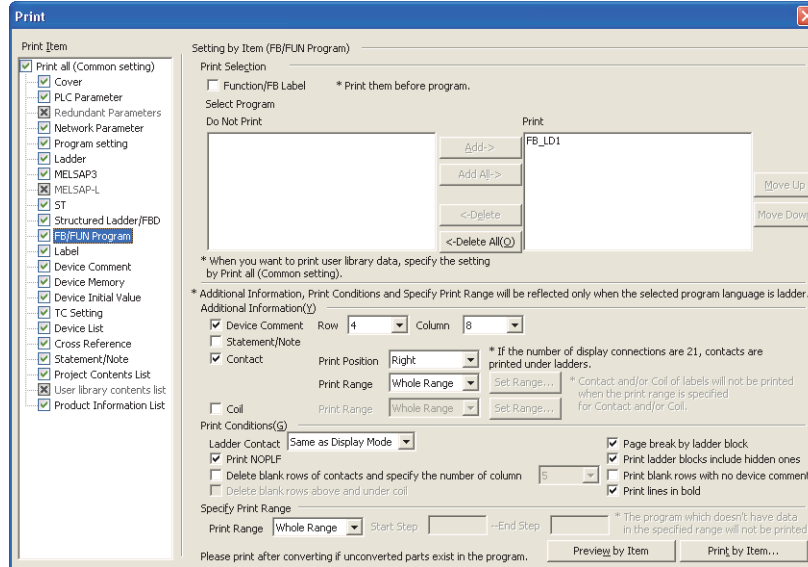 Print
Print Item
Print all (Common setting)
Cover
PLC Parameter
Redundant Parameters
Network Parameter
Program setting
Ladder
MELSAP3
MELSAP-L
ST
Structured Ladder/FBD
FB/FUN Program
Label
Device Comment
Device Memory
Device Initial Value
TC Setting
Device List
Cross Reference
Statement/Note
Project Contents List
User library contents list
Product Information List
Setting by Item (FB/FUN Program)
Print Selection
Function/FB Label * Print them before program.
Select Program
Do Not Print Print
FB_LD1
Add->
Add All->
<-Delete
<-Delete All(O)
Move Up
Move Down
* When you want to print user library data, specify the setting
by Print all (Common setting).
* Additional Information, Print Conditions and Specify Print Range will be reflected only when the selected program language is ladder.
Additional Information(Y)
Device Comment Row 4 Column 8
Statement/Note
Contact Print Position Right * If the number of display connections are 21, contacts are
printed under ladders.
Print Range Whole Range Set Range... * Contact and/or Coil of labels will not be printed
when the print range is specified
for Contact and/or Coil.
Coil Print Range Whole Range Set Range...
Print Conditions(G)
Ladder Contact Same as Display Mode
Print NOPLF
Delete blank rows of contacts and specify the number of column 5
Delete blank rows above and under coil
Page break by ladder block
Print ladder blocks include hidden ones
Print blank rows with no device comment
Print lines in bold
Specify Print Range
Print Range Whole Range Start Step --End Step * The program which doesn't have data
in the specified range will not be printed
Please print after converting if unconverted parts exist in the program. Preview by Item Print by Item...